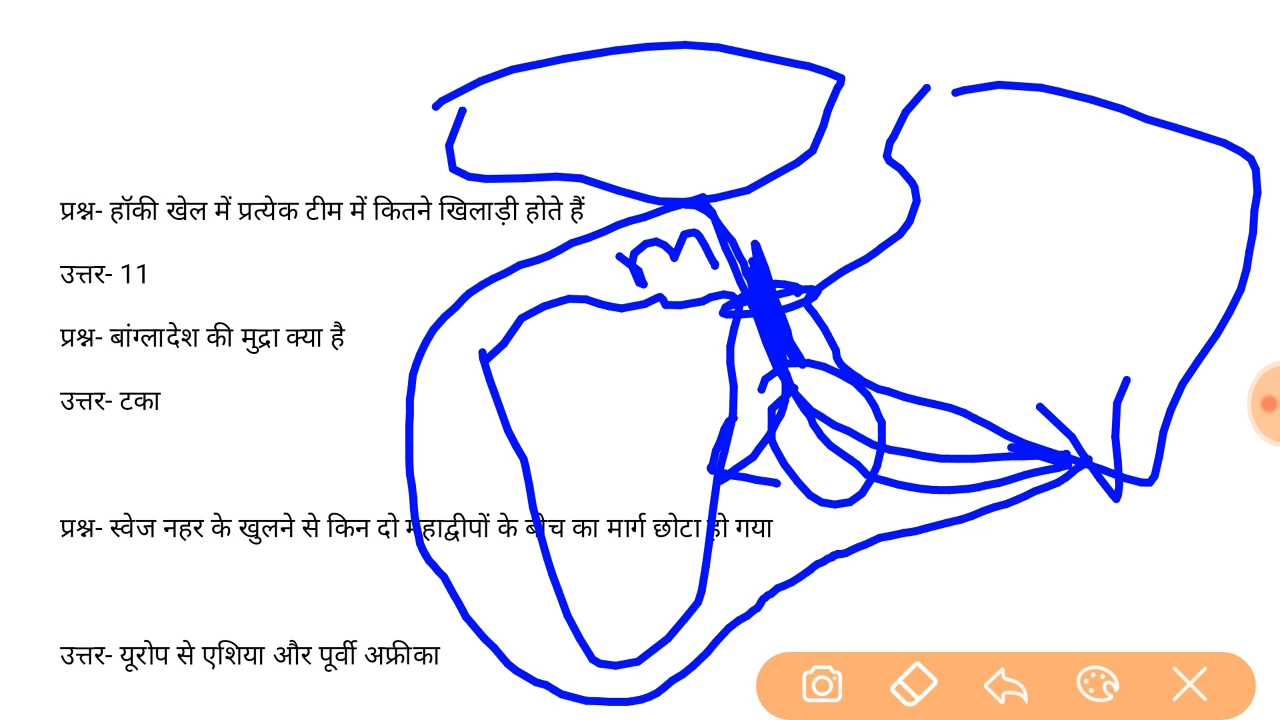 प्रश्न- हॉकी खेल में प्रत्येक टीम में कितने खिलाड़ी होते हैं
उत्तर- 11
प्रश्न- बांग्लादेश की मुद्रा क्या है
उत्तर- टका
प्रश्न- स्वेज नहर के खुलने से किन दो महाद्वीपों के बीच का मार्ग छोटा हो गया
उत्तर- यूरोप से एशिया और पूर्वी अफ्रीका